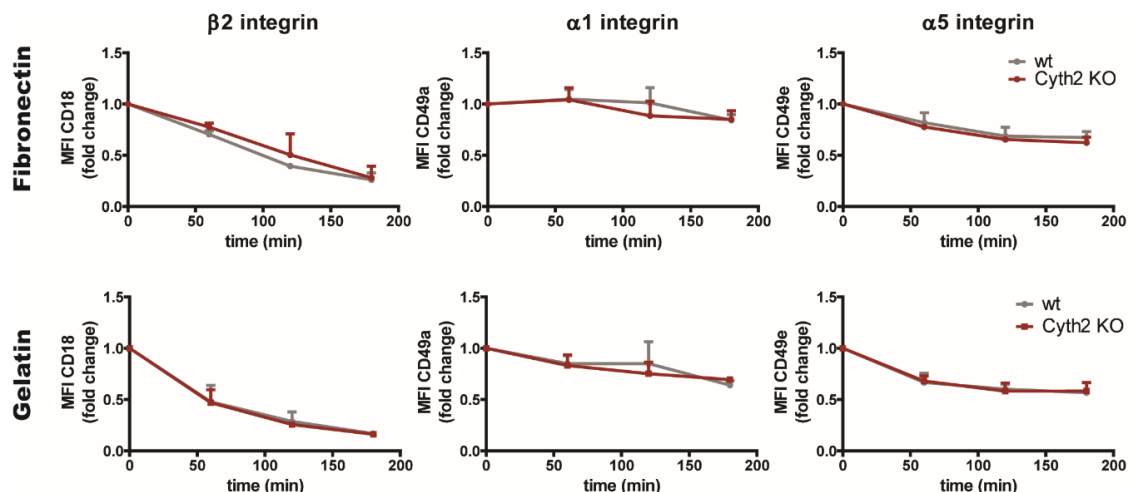 β2 integrin
α1 integrin
α5 integrin
Fibronectin
MFI CD18
(fold change)
1.5
1.0
0.5
0.0
0 50 100 150 200
time (min)
MFI CD49a
(fold change)
1.5
1.0
0.5
0.0
0 50 100 150 200
time (min)
MFI CD49e
(fold change)
1.5
1.0
0.5
0.0
0 50 100 150 200
time (min)
wt
Cyth2 KO
Gelatin
MFI CD18
(fold change)
1.5
1.0
0.5
0.0
0 50 100 150 200
time (min)
MFI CD49a
(fold change)
1.5
1.0
0.5
0.0
0 50 100 150 200
time (min)
MFI CD49e
(fold change)
1.5
1.0
0.5
0.0
0 50 100 150 200
time (min)
wt
Cyth2 KO